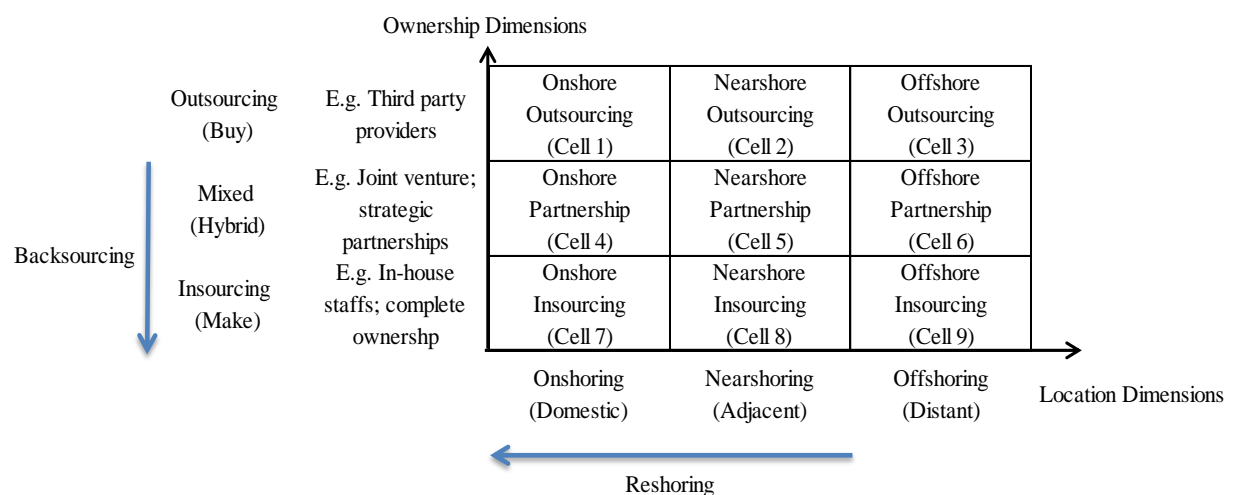 Ownership Dimensions
Outsourcing
(Buy)
E.g. Third party
providers
Onshore
Outsourcing
(Cell 1)
Nearshore
Outsourcing
(Cell 2)
Offshore
Outsourcing
(Cell 3)
Mixed
(Hybrid)
E.g. Joint venture;
strategic
partnerships
Onshore
Partnership
(Cell 4)
Nearshore
Partnership
(Cell 5)
Offshore
Partnership
(Cell 6)
Backsourcing
Insourcing
(Make)
E.g. In-house
staffs; complete
ownershp
Onshore
Insourcing
(Cell 7)
Nearshore
Insourcing
(Cell 8)
Offshore
Insourcing
(Cell 9)
Onshoring
(Domestic)
Nearshoring
(Adjacent)
Offshoring
(Distant)
Location Dimensions
Reshoring